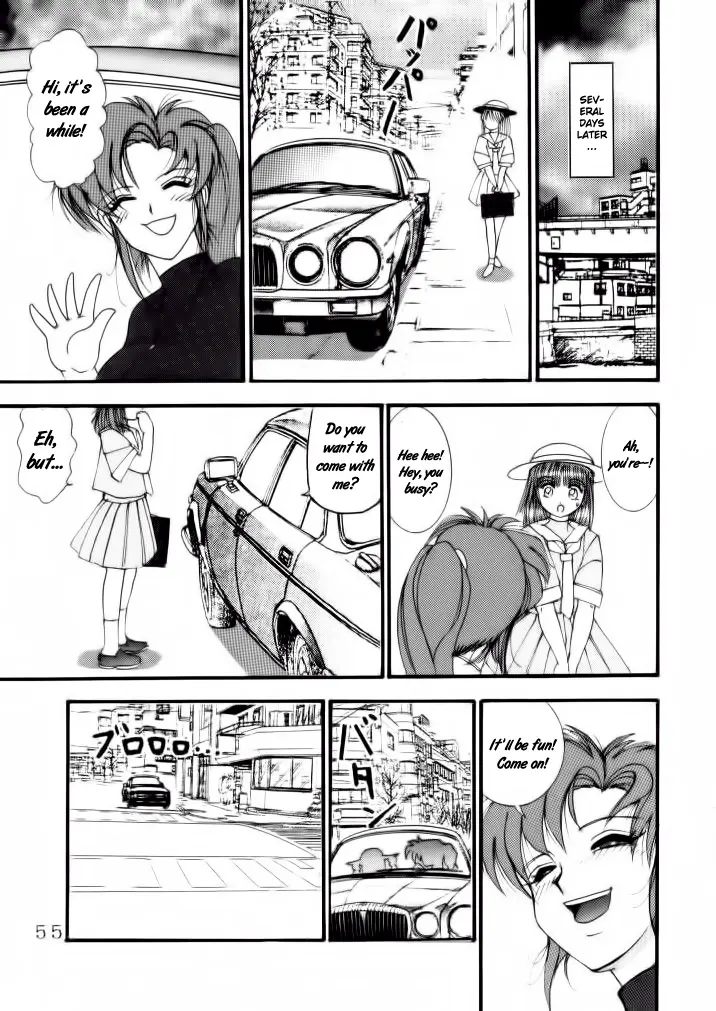 SEV-
ERAL
DAYS
LATER
...
パッパー
Hi, it's
been a
while!
Ah,
you're—!
Hee hee!
Hey, you
busy?
Do you
want to
come with
me?
Eh,
but...
It'll be fun!
Come on!
バタン
ブロロロ...
55